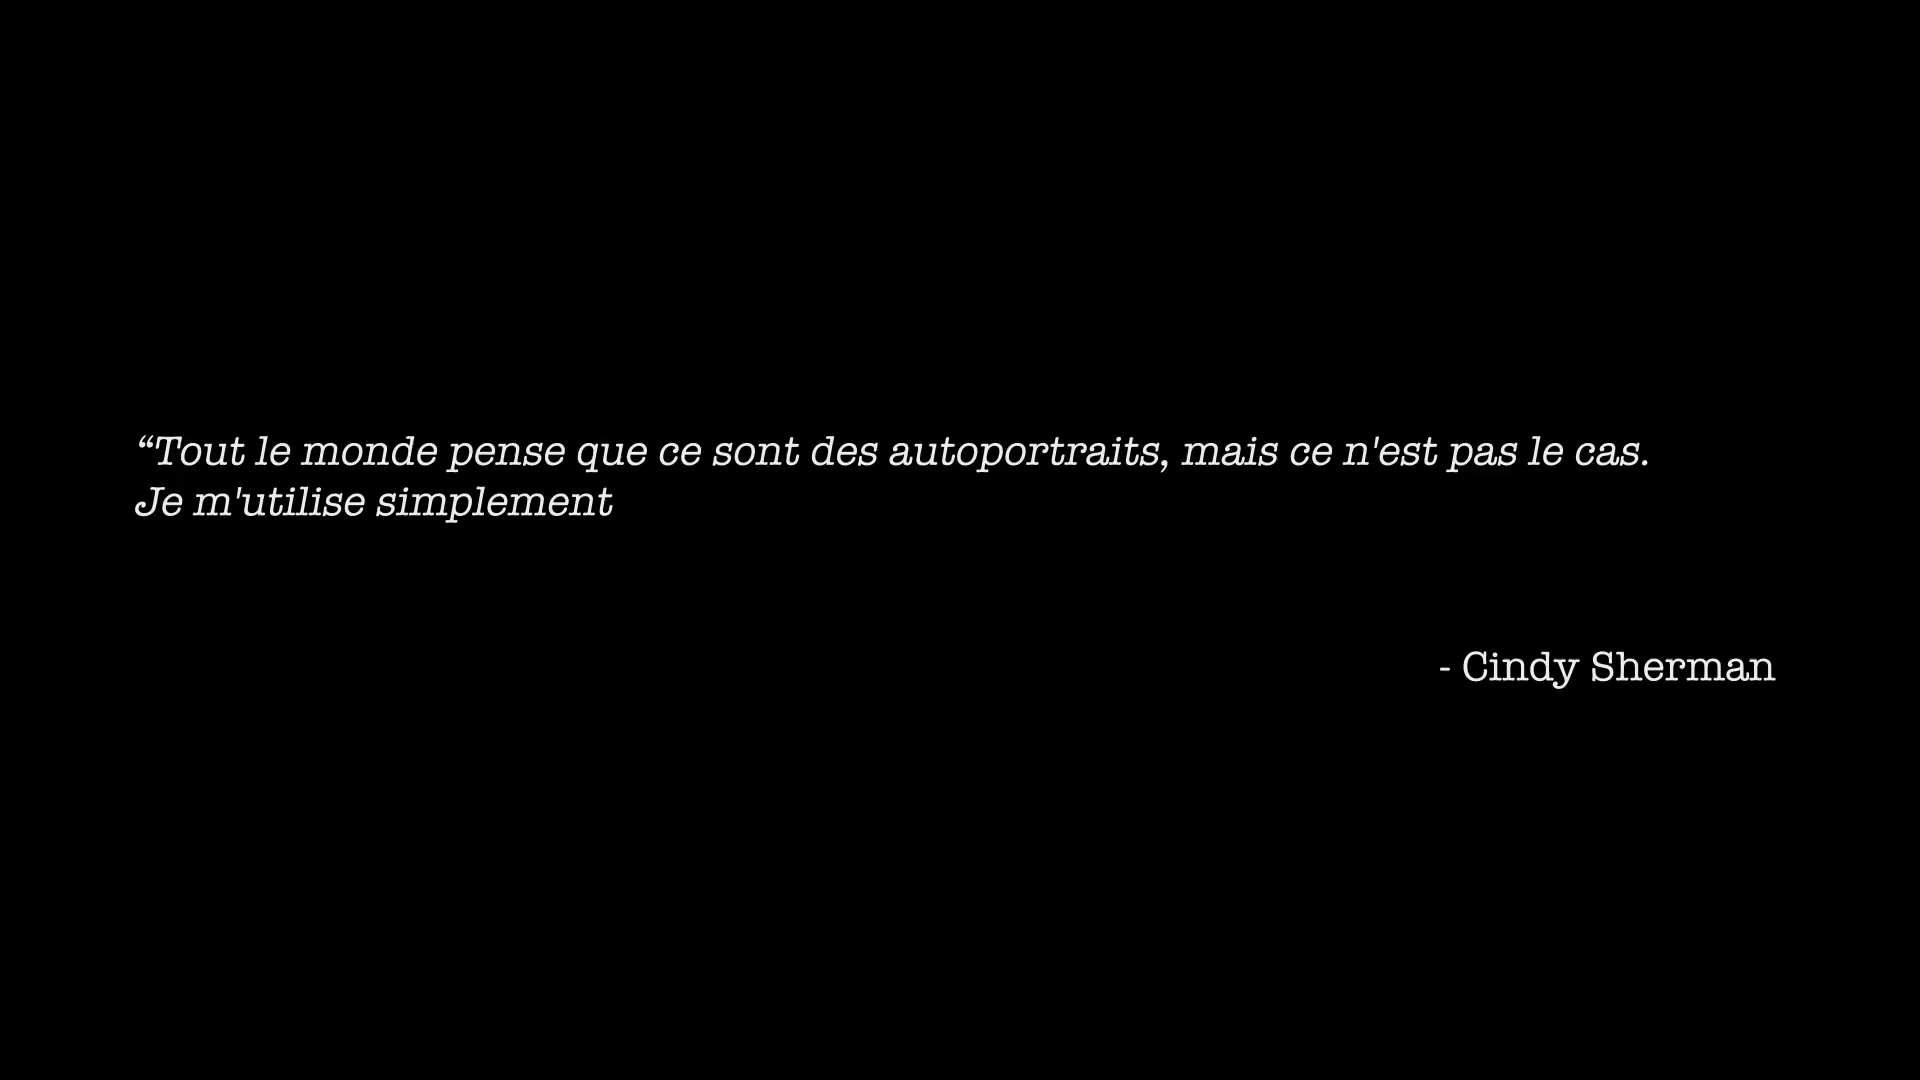 “Tout le monde pense que ce sont des autoportraits, mais ce n'est pas le cas.
Je m'utilise simplement
- Cindy Sherman